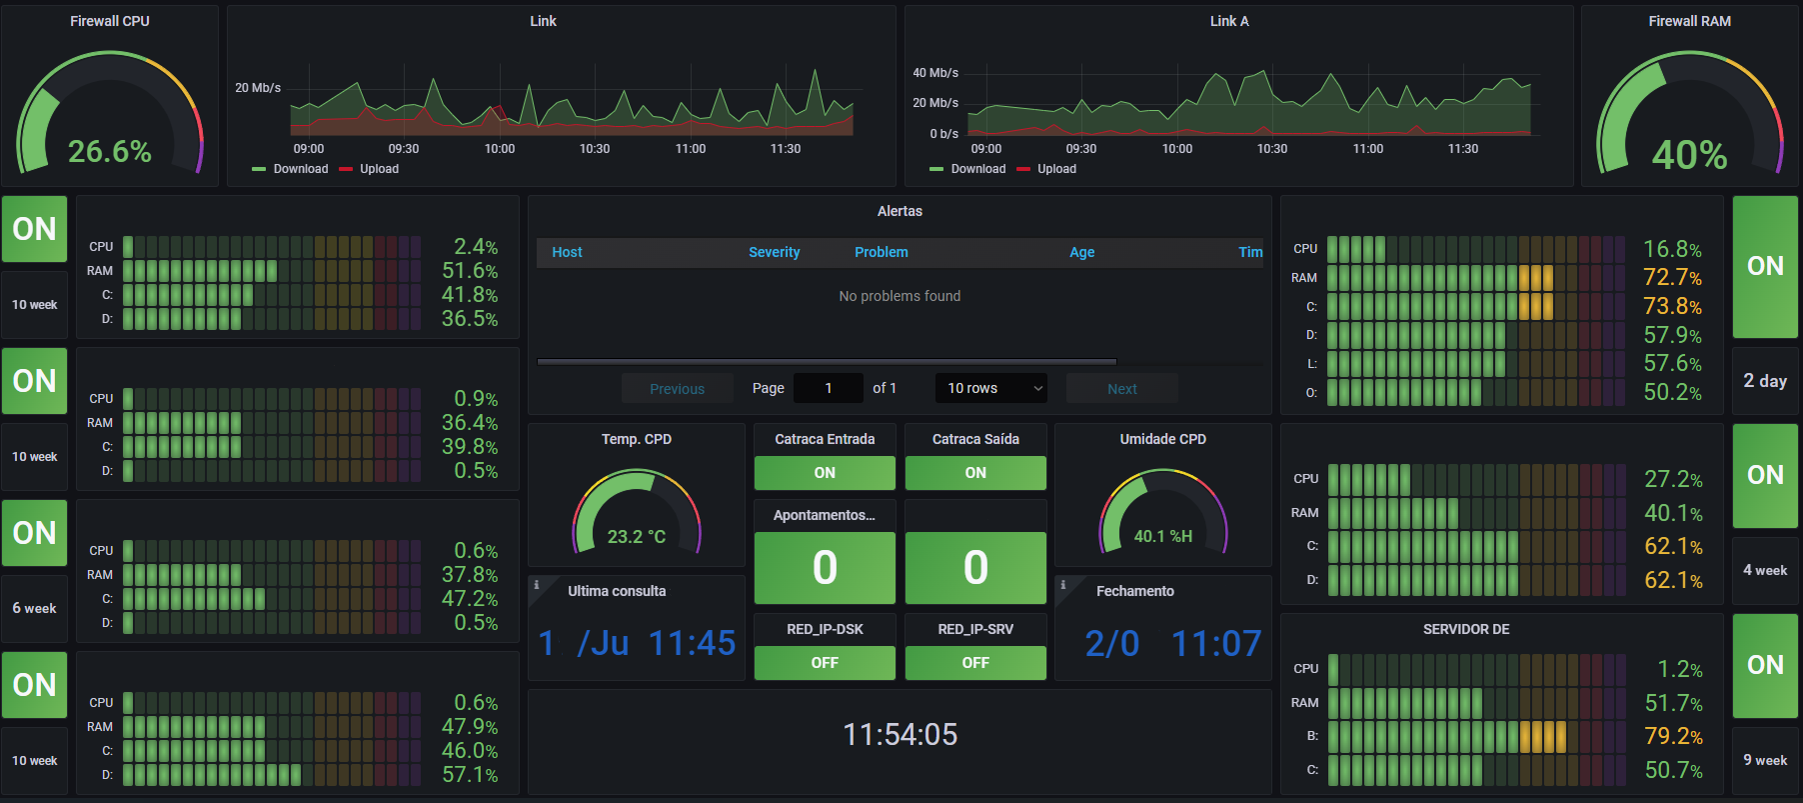 Firewall CPU
26.6%
Link
20 Mb/s
09:00 09:30 10:00 10:30 11:00 11:30
Download Upload
Link A
40 Mb/s
20 Mb/s
0 b/s
09:00 09:30 10:00 10:30 11:00 11:30
Download Upload
Firewall RAM
40%
ON
10 week
CPU 2.4%
RAM 51.6%
C: 41.8%
D: 36.5%
ON
10 week
CPU 0.9%
RAM 36.4%
C: 39.8%
D: 0.5%
ON
6 week
CPU 0.6%
RAM 37.8%
C: 47.2%
D: 0.5%
ON
10 week
CPU 0.6%
RAM 47.9%
C: 46.0%
D: 57.1%
Alertas
Host Severity Problem Age Tim
No problems found
Previous Page 1 of 1 10 rows Next
Temp. CPD
23.2 °C
Catraca Entrada
ON
Catraca Saída
ON
Umidade CPD
40.1 %H
Apontamentos...
0
0
i Ultima consulta
1 /Ju 11:45
RED_IP-DSK
OFF
RED_IP-SRV
OFF
i Fechamento
2/0 11:07
11:54:05
CPU 16.8%
RAM 72.7%
C: 73.8%
D: 57.9%
L: 57.6%
O: 50.2%
ON
2 day
CPU 27.2%
RAM 40.1%
C: 62.1%
D: 62.1%
ON
4 week
SERVIDOR DE
CPU 1.2%
RAM 51.7%
B: 79.2%
C: 50.7%
ON
9 week